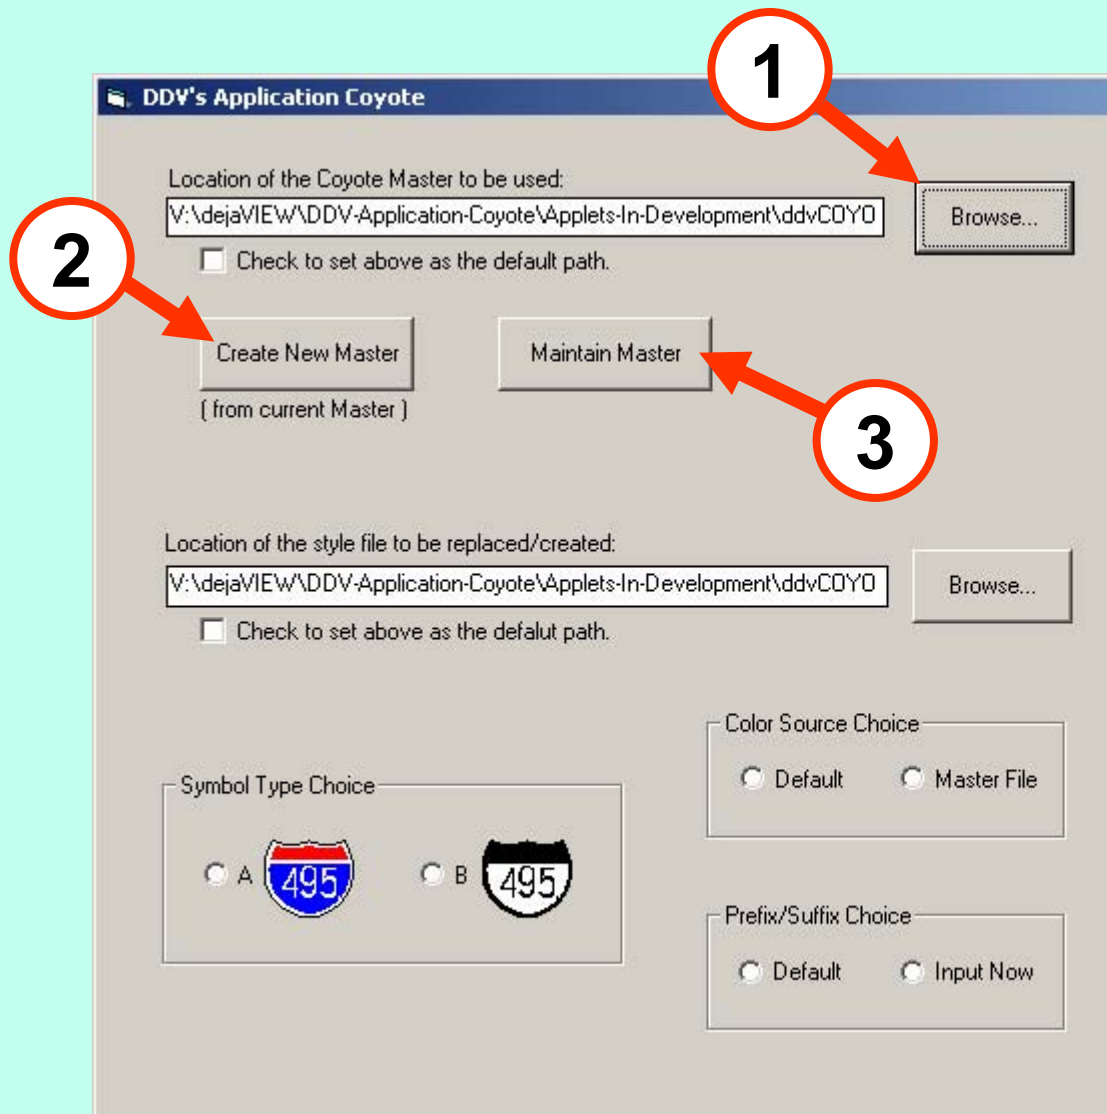 1
DDV's Application Coyote
Location of the Coyote Master to be used:
V:\dejaVIEW\DDV-Application-Coyote\Applets-In-Development\ddvCOYO
Browse...
Check to set above as the default path.
2
Create New Master
Maintain Master
( from current Master )
3
Location of the style file to be replaced/created:
V:\dejaVIEW\DDV-Application-Coyote\Applets-In-Development\ddvCOYO
Browse...
Check to set above as the defalut path.
Color Source Choice
Default
Master File
Symbol Type Choice
A
495
B
495
Prefix/Suffix Choice
Default
Input Now